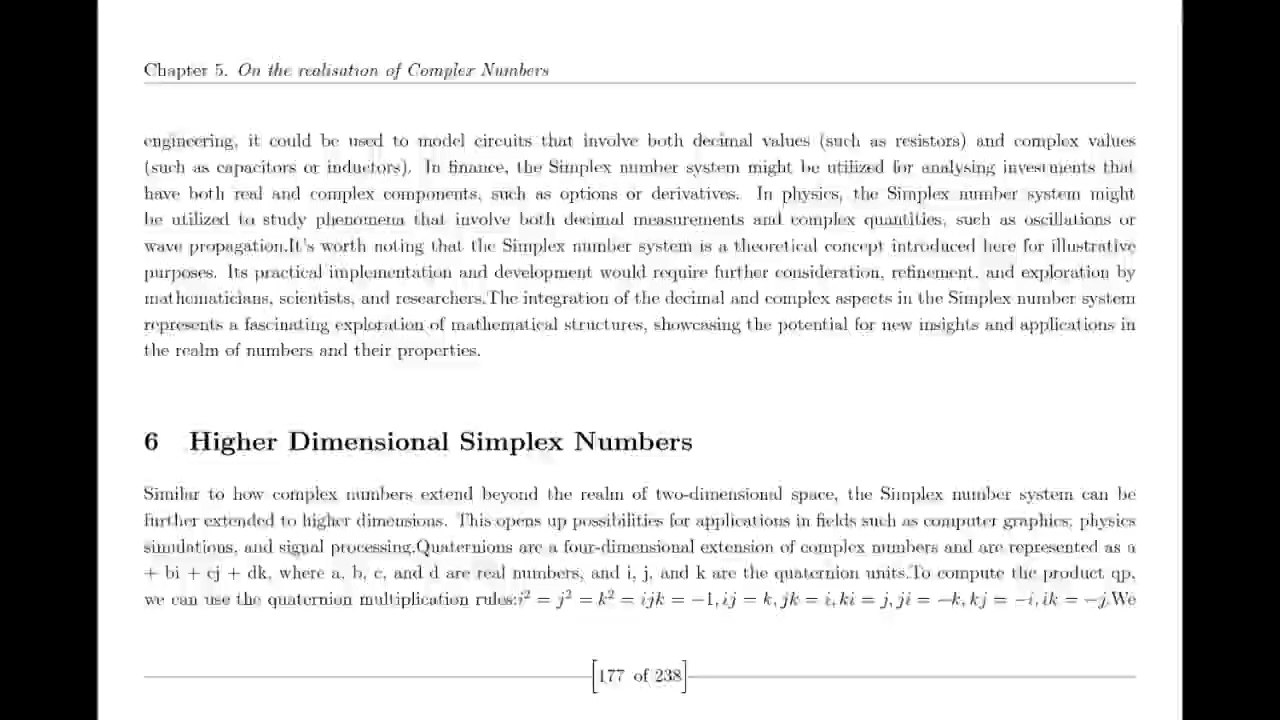 Chapter 5. On the realisation of Complex Numbers
engineering, it could be used to model circuits that involve both decimal values (such as resistors) and complex values
(such as capacitors or inductors). In finance, the Simplex number system might be utilized for analysing investments that
have both real and complex components, such as options or derivatives. In physics, the Simplex number system might
be utilized to study phenomena that involve both decimal measurements and complex quantities, such as oscillations or
wave propagation.It's worth noting that the Simplex number system is a theoretical concept introduced here for illustrative
purposes. Its practical implementation and development would require further consideration, refinement, and exploration by
mathematicians, scientists, and researchers.The integration of the decimal and complex aspects in the Simplex number system
represents a fascinating exploration of mathematical structures, showcasing the potential for new insights and applications in
the realm of numbers and their properties.
6 Higher Dimensional Simplex Numbers
Similar to how complex numbers extend beyond the realm of two-dimensional space, the Simplex number system can be
further extended to higher dimensions. This opens up possibilities for applications in fields such as computer graphics, physics
simulations, and signal processing.Quaternions are a four-dimensional extension of complex numbers and are represented as a
+ bi + cj + dk, where a, b, c, and d are real numbers, and i, j, and k are the quaternion units.To compute the product qp,
we can use the quaternion multiplication rules:i² = j² = k² = ijk = −1, ij = k, jk = i, ki = j, ji = −k, kj = −i, ik = −j.We
[177 of 238]